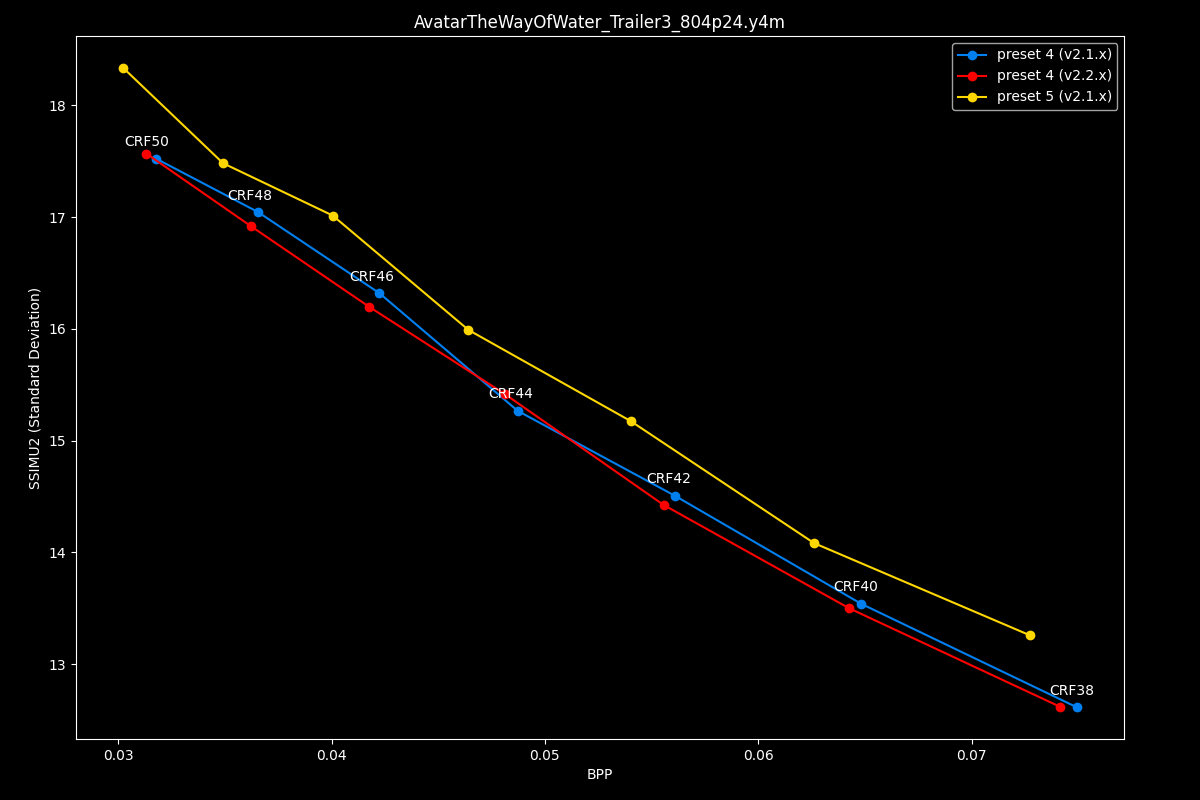 AvatarTheWayOfWater_Trailer3_804p24.y4m
preset 4 (v2.1.x)
preset 4 (v2.2.x)
preset 5 (v2.1.x)
SSIMU2 (Standard Deviation)
18
17
16
15
14
13
CRF50
CRF48
CRF46
CRF44
CRF42
CRF40
CRF38
0.03
0.04
0.05
0.06
0.07
BPP